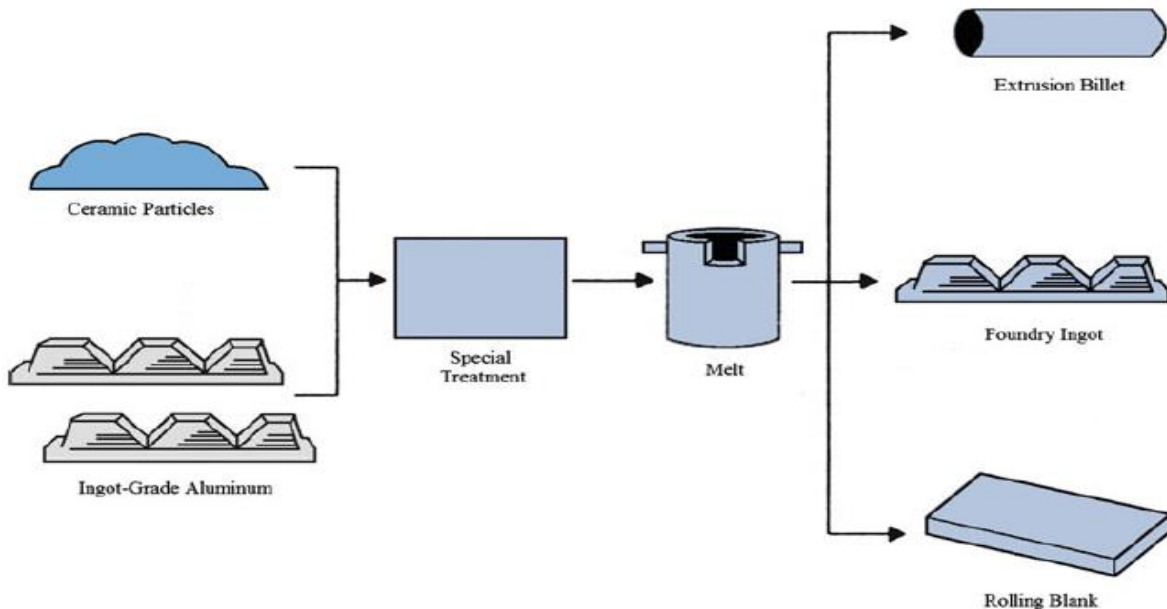 Extrusion Billet
Ceramic Particles
Special
Treatment
Melt
Foundry Ingot
Ingot-Grade Aluminum
Rolling Blank